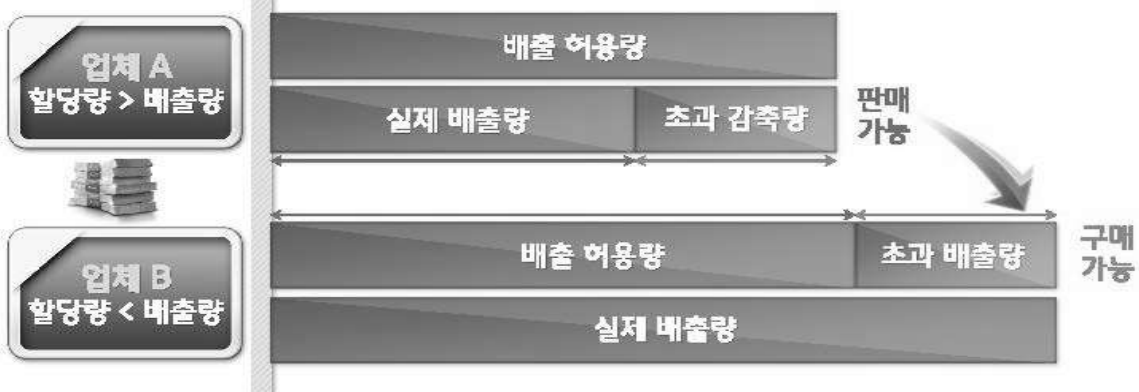 업체 A
할당량 > 배출량
배출 허용량
실제 배출량
초과 감축량
판매
가능
업체 B
할당량 < 배출량
배출 허용량
초과 배출량
구매
가능
실제 배출량